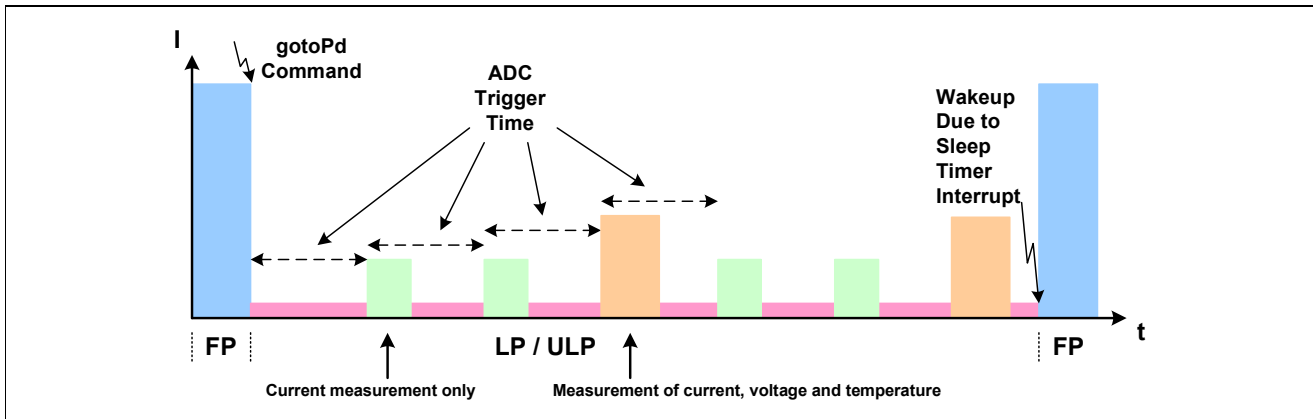 I
gotoPd
Command
ADC
Trigger
Time
Wakeup
Due to
Sleep
Timer
Interrupt
t
FP
LP / ULP
FP
Current measurement only
Measurement of current, voltage and temperature